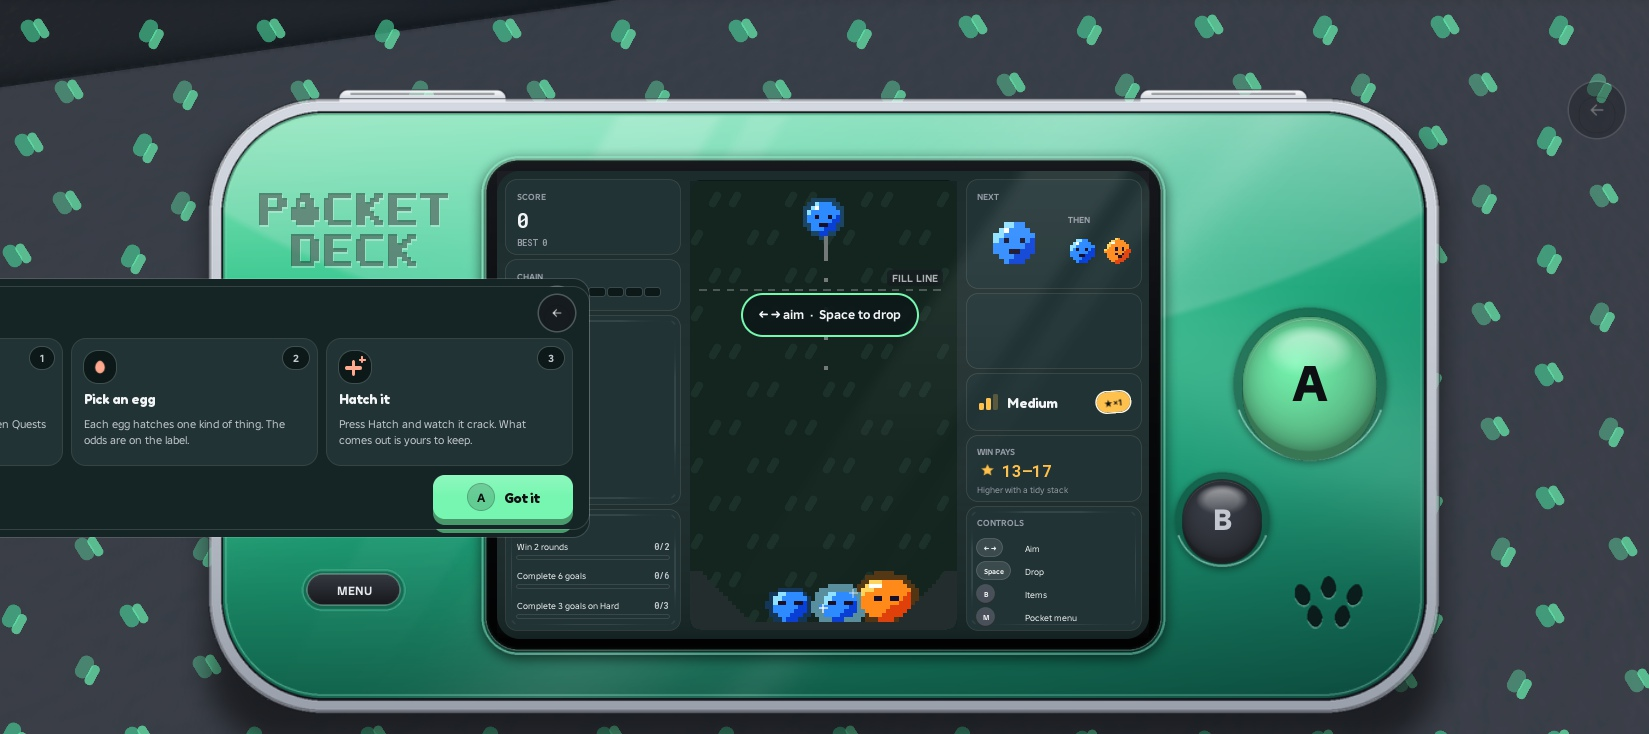 PACKET
DECK
SCORE
0
BEST 0
CHAIN
FILL LINE
←→ aim · Space to drop
NEXT
THEN
Medium
★×1
WIN PAYS
★ 13–17
Higher with a tidy stack
CONTROLS
←→ Aim
Space Drop
B Items
M Pocket menu
1
en Quests
2
Pick an egg
Each egg hatches one kind of thing. The
odds are on the label.
3
Hatch it
Press Hatch and watch it crack. What
comes out is yours to keep.
A Got it
Win 2 rounds 0/2
Complete 6 goals 0/6
Complete 3 goals on Hard 0/3
MENU
A
B